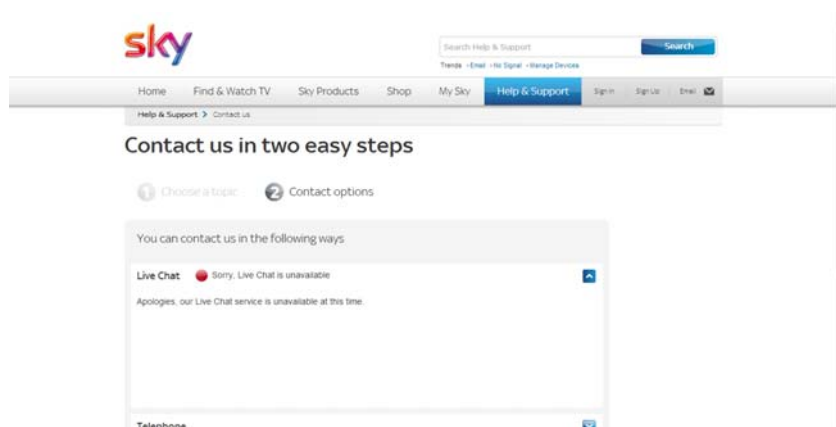 sky
Search Help & Support Search
Trends Email No Signal Manage Devices
Home Find & Watch TV Sky Products Shop My Sky Help & Support Sign in Sign Up Email
Help & Support > Contact us
Contact us in two easy steps
1 Choose a topic 2 Contact options
You can contact us in the following ways
Live Chat Sorry, Live Chat is unavailable
Apologies, our Live Chat service is unavailable at this time.
Telephone